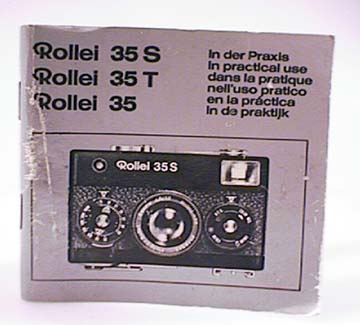 Rollei 35 S
Rollei 35 T
Rollei 35
In der Praxis
In practical use
dans la pratique
nell'uso pratico
en la práctica
In de praktijk
Rollei 35 S